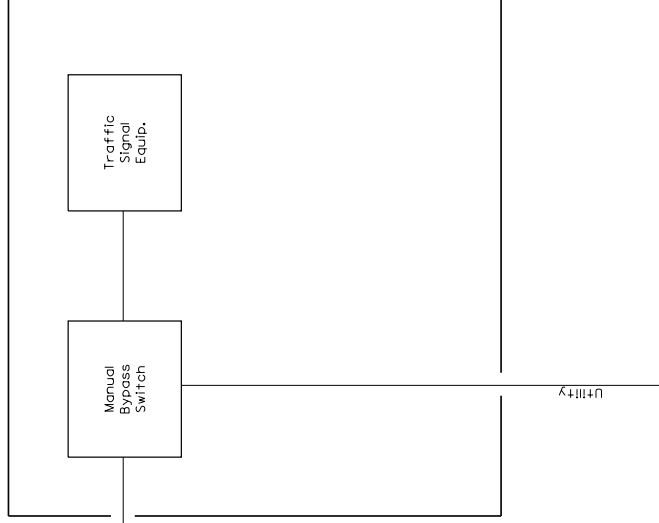 Traffic
Signal
Equip.
Manual
Bypass
Switch
Utility